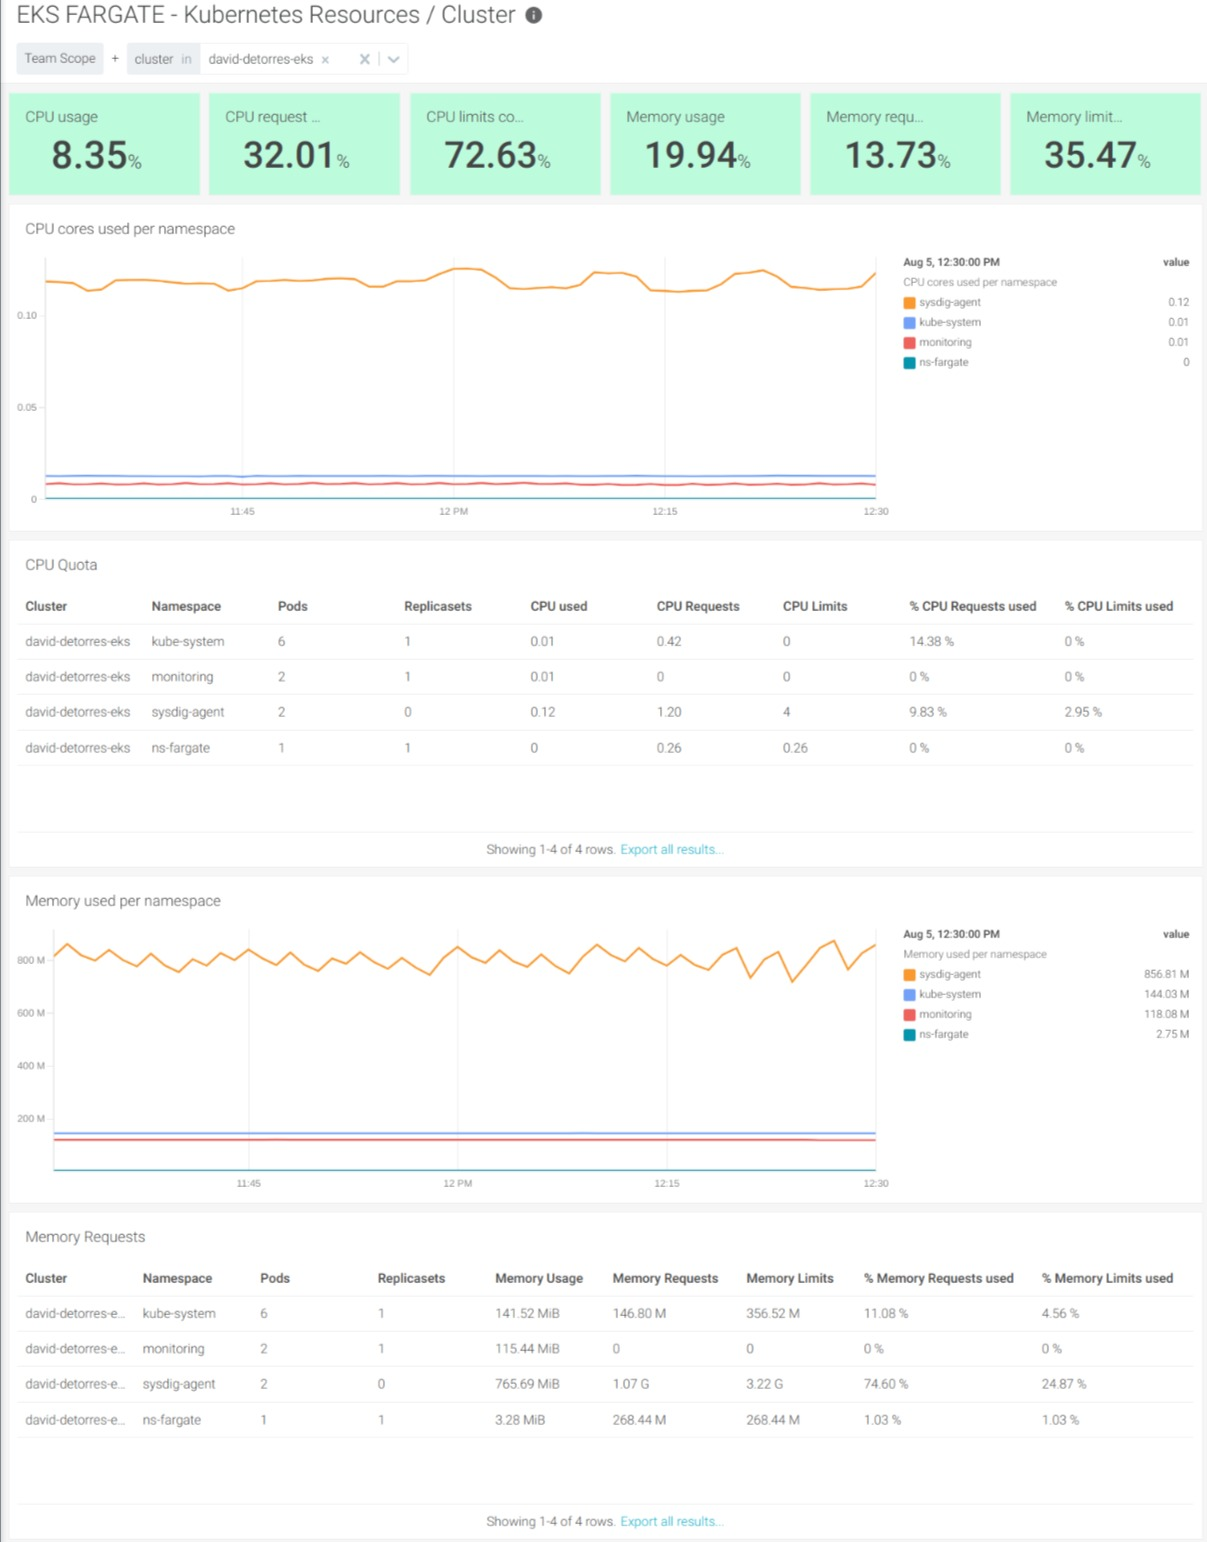 EKS FARGATE - Kubernetes Resources / Cluster
Team Scope + cluster in david-detorres-eks
CPU usage
8.35%
CPU request ...
32.01%
CPU limits co...
72.63%
Memory usage
19.94%
Memory requ...
13.73%
Memory limit...
35.47%
CPU cores used per namespace
0.10
0.05
0
11:45 12 PM 12:15 12:30
Aug 5, 12:30:00 PM value
CPU cores used per namespace
sysdig-agent 0.12
kube-system 0.01
monitoring 0.01
ns-fargate 0
CPU Quota
Cluster Namespace Pods Replicasets CPU used CPU Requests CPU Limits % CPU Requests used % CPU Limits used
david-detorres-eks kube-system 6 1 0.01 0.42 0 14.38 % 0 %
david-detorres-eks monitoring 2 1 0.01 0 0 0 % 0 %
david-detorres-eks sysdig-agent 2 0 0.12 1.20 4 9.83 % 2.95 %
david-detorres-eks ns-fargate 1 1 0 0.26 0.26 0 % 0 %
Showing 1-4 of 4 rows. Export all results...
Memory used per namespace
800 M
600 M
400 M
200 M
11:45 12 PM 12:15 12:30
Aug 5, 12:30:00 PM value
Memory used per namespace
sysdig-agent 856.81 M
kube-system 144.03 M
monitoring 118.08 M
ns-fargate 2.75 M
Memory Requests
Cluster Namespace Pods Replicasets Memory Usage Memory Requests Memory Limits % Memory Requests used % Memory Limits used
david-detorres-e... kube-system 6 1 141.52 MiB 146.80 M 356.52 M 11.08 % 4.56 %
david-detorres-e... monitoring 2 1 115.44 MiB 0 0 0 % 0 %
david-detorres-e... sysdig-agent 2 0 765.69 MiB 1.07 G 3.22 G 74.60 % 24.87 %
david-detorres-e... ns-fargate 1 1 3.28 MiB 268.44 M 268.44 M 1.03 % 1.03 %
Showing 1-4 of 4 rows. Export all results...